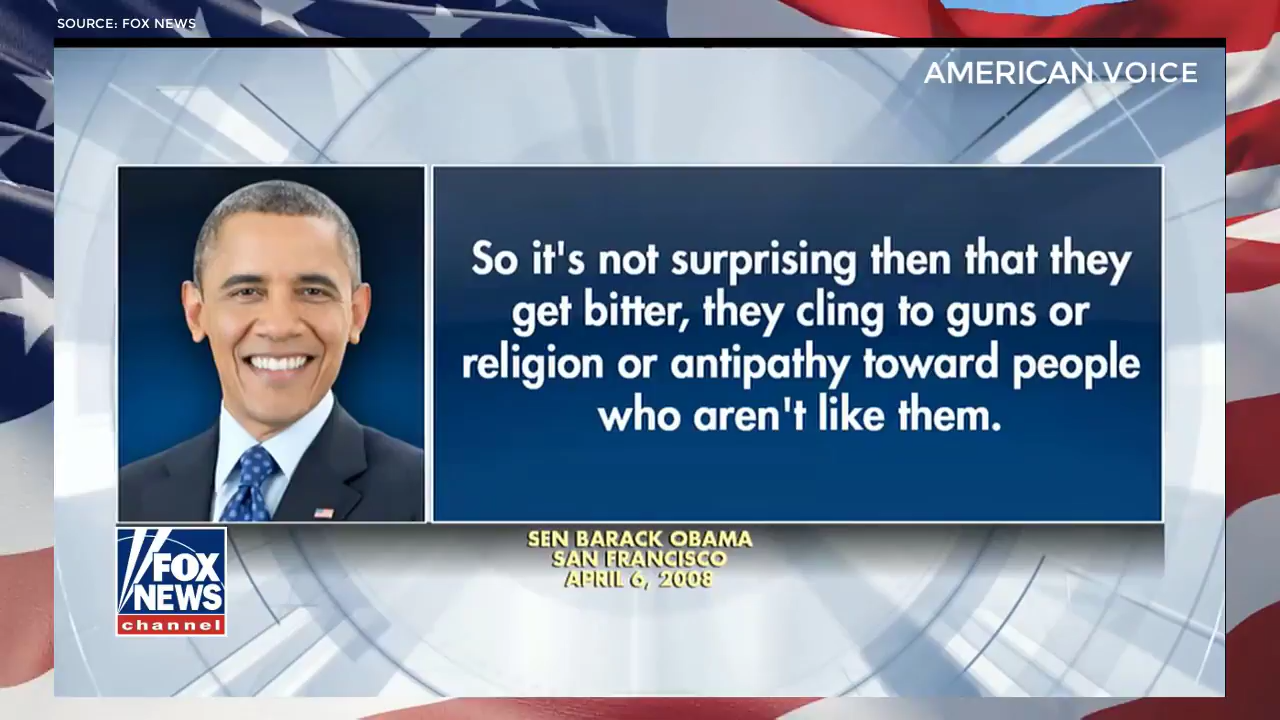 SOURCE: FOX NEWS
AMERICAN VOICE
So it's not surprising then that they
get bitter, they cling to guns or
religion or antipathy toward people
who aren't like them.
SEN BARACK OBAMA
SAN FRANCISCO
APRIL 6, 2008
FOX
NEWS
channel